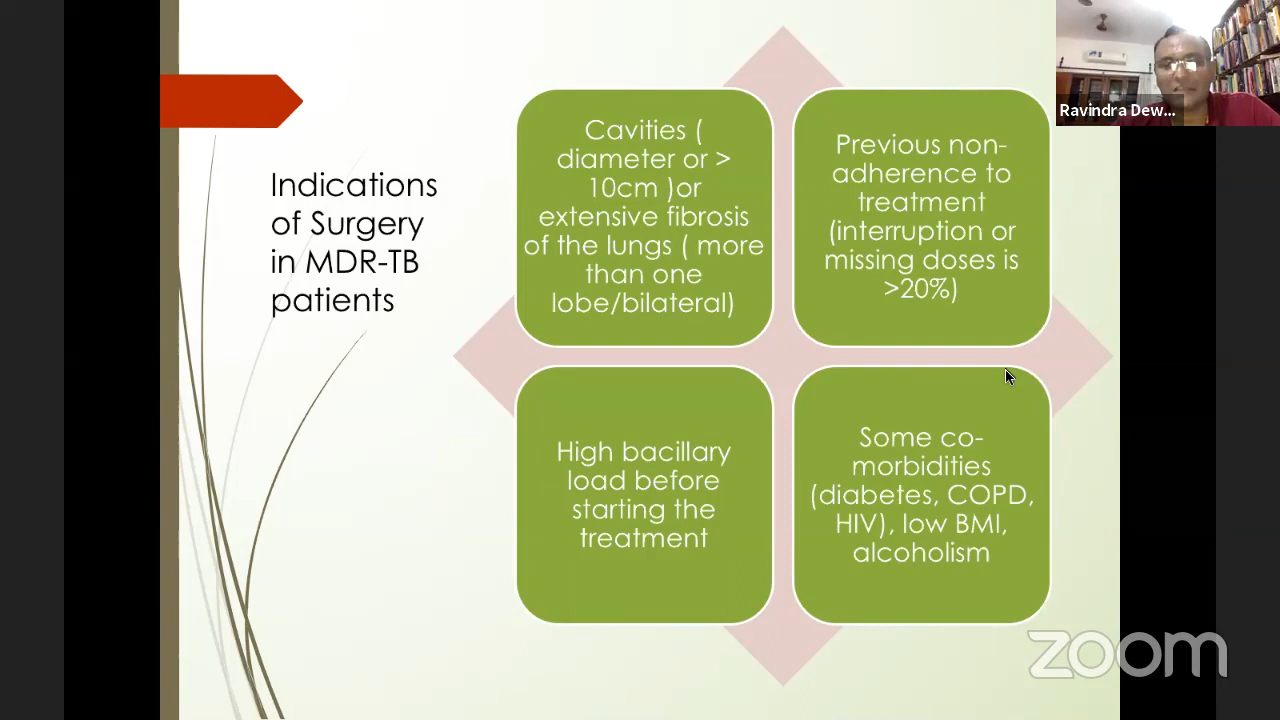 Indications
of Surgery
in MDR-TB
patients
Cavities (
diameter or >
10cm )or
extensive fibrosis
of the lungs ( more
than one
lobe/bilateral)
Previous non-
adherence to
treatment
(interruption or
missing doses is
>20%)
High bacillary
load before
starting the
treatment
Some co-
morbidities
(diabetes, COPD,
HIV), low BMI,
alcoholism
Ravindra Dew...
zoom